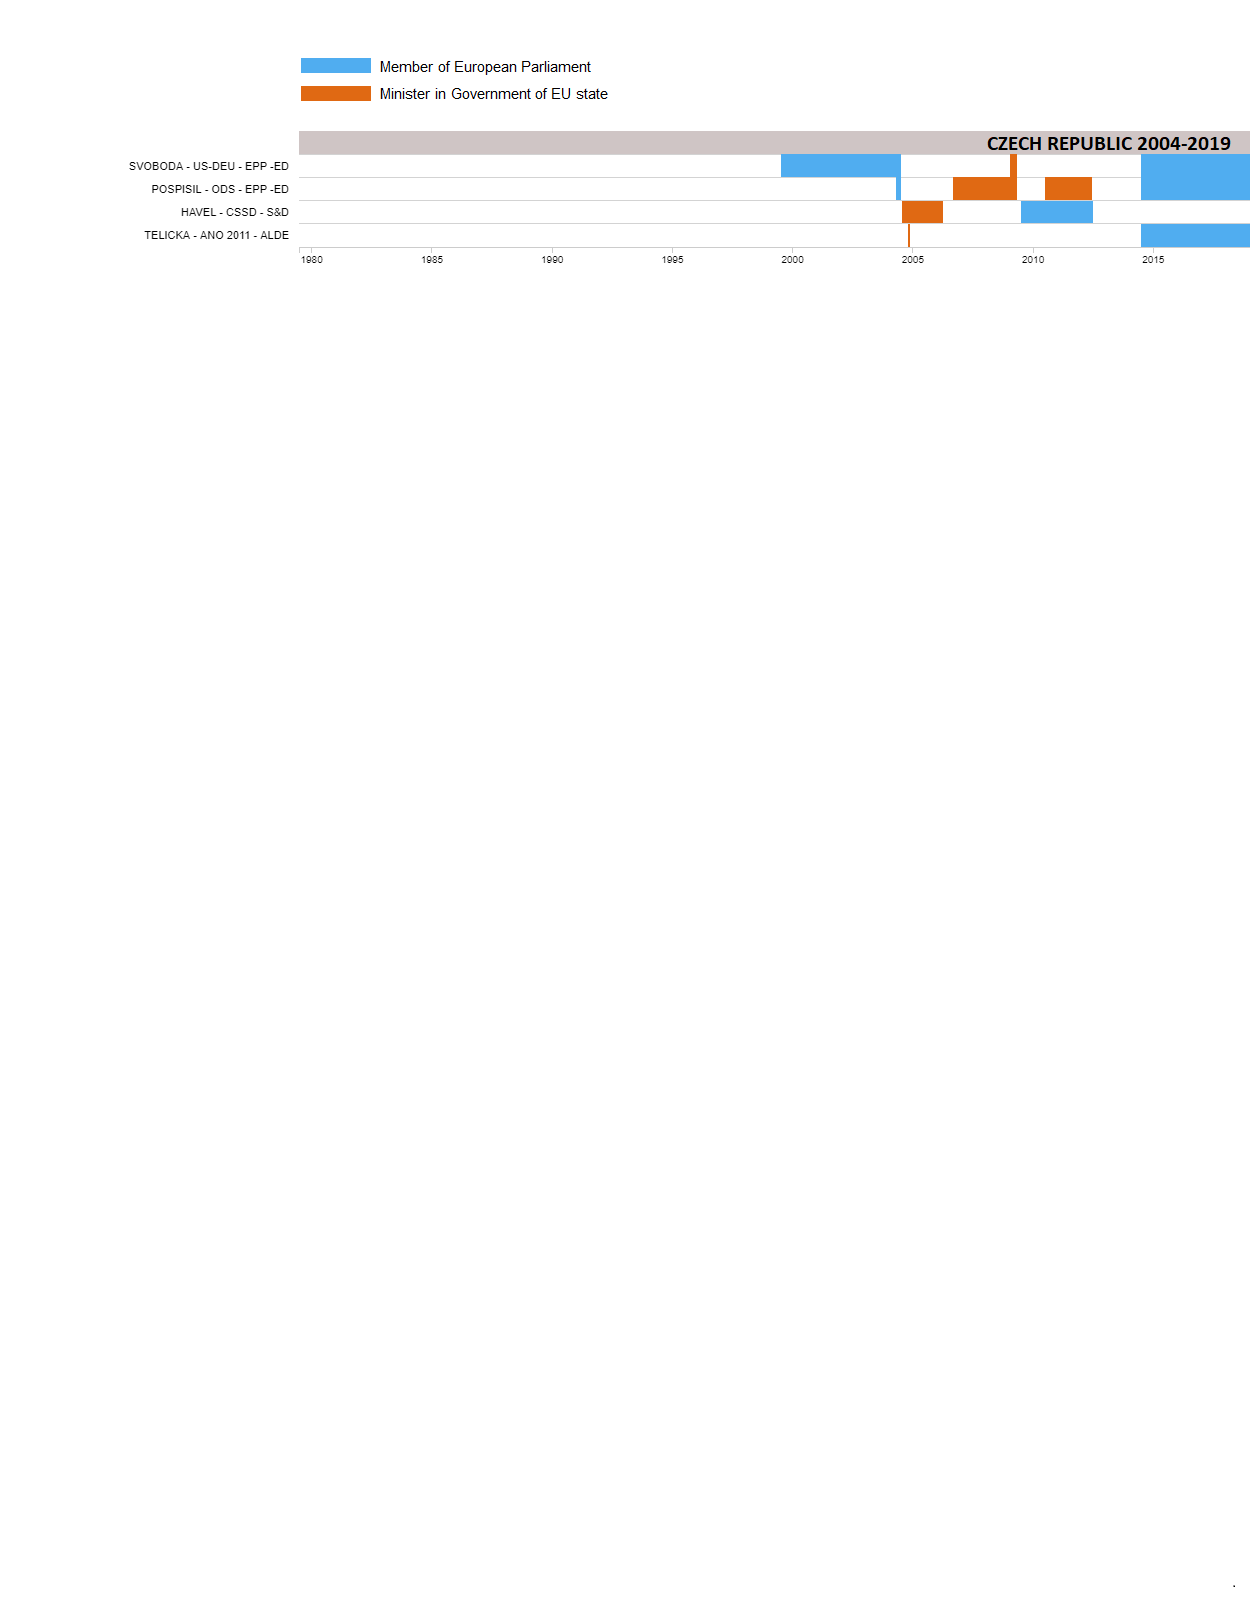 Member of European Parliament
Minister in Government of EU state
CZECH REPUBLIC 2004-2019
SVOBODA - US-DEU - EPP -ED
POSPISIL - ODS - EPP -ED
HAVEL - CSSD - S&D
TELICKA - ANO 2011 - ALDE
1980 1985 1990 1995 2000 2005 2010 2015
.